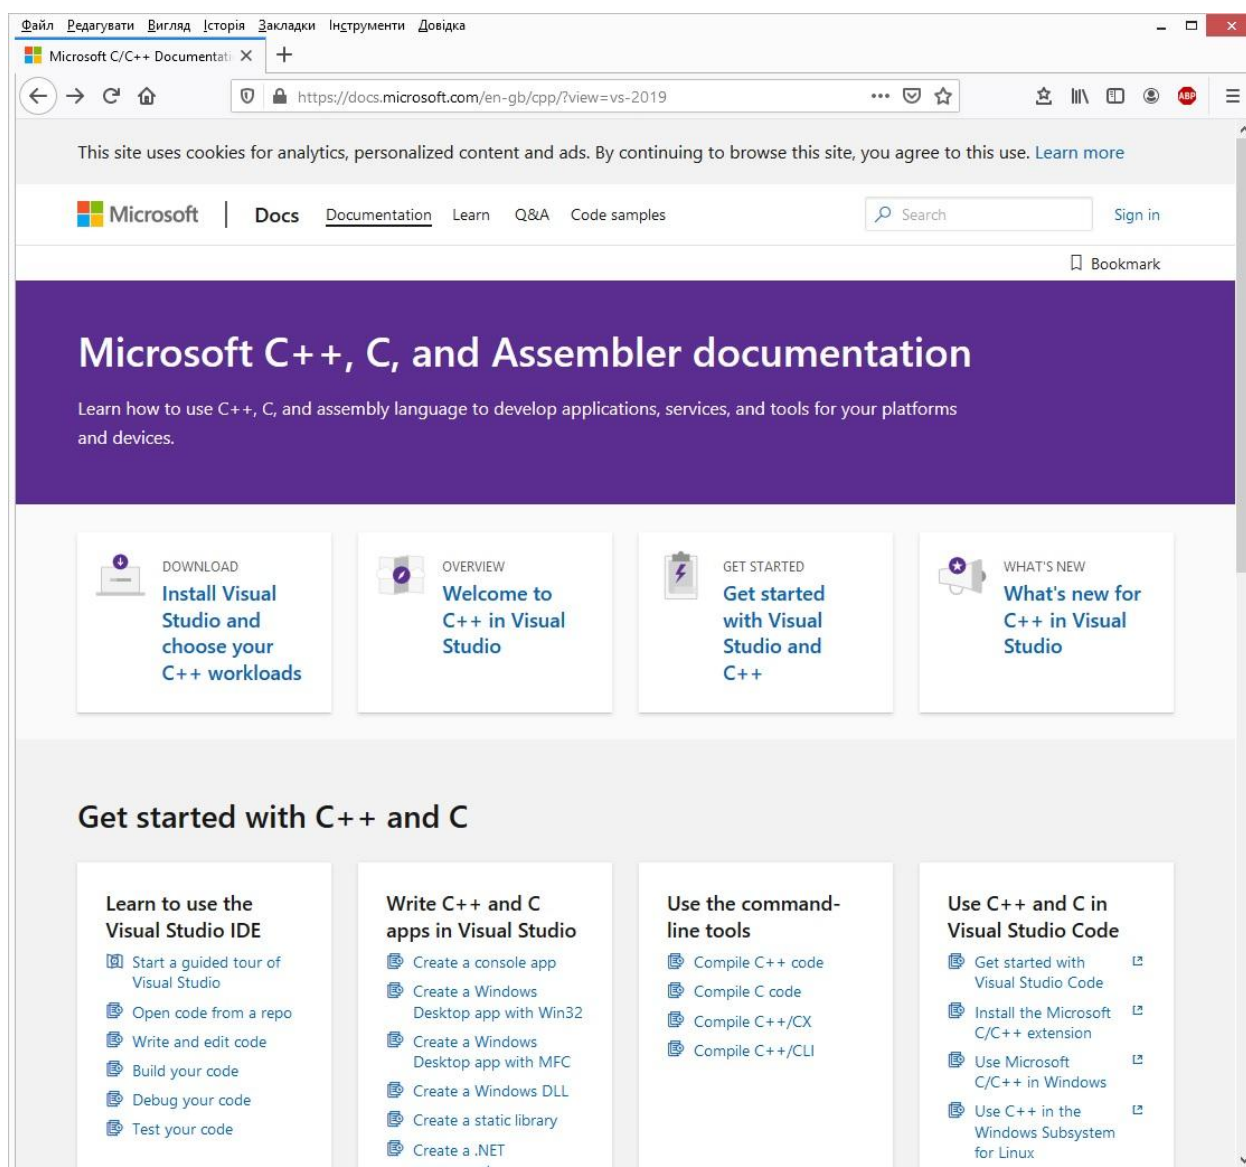 Файл Редагувати Вигляд Історія Закладки Інструменти Довідка
Microsoft C/C++ Documentati
https://docs.microsoft.com/en-gb/cpp/?view=vs-2019
ABP
This site uses cookies for analytics, personalized content and ads. By continuing to browse this site, you agree to this use. Learn more
Microsoft | Docs Documentation Learn Q&A Code samples Search Sign in
Bookmark
Microsoft C++, C, and Assembler documentation
Learn how to use C++, C, and assembly language to develop applications, services, and tools for your platforms
and devices.
DOWNLOAD
Install Visual
Studio and
choose your
C++ workloads
OVERVIEW
Welcome to
C++ in Visual
Studio
GET STARTED
Get started
with Visual
Studio and
C++
WHAT'S NEW
What's new for
C++ in Visual
Studio
Get started with C++ and C
Learn to use the
Visual Studio IDE
Start a guided tour of
Visual Studio
Open code from a repo
Write and edit code
Build your code
Debug your code
Test your code
Write C++ and C
apps in Visual Studio
Create a console app
Create a Windows
Desktop app with Win32
Create a Windows
Desktop app with MFC
Create a Windows DLL
Create a static library
Create a .NET
Use the command-
line tools
Compile C++ code
Compile C code
Compile C++/CX
Compile C++/CLI
Use C++ and C in
Visual Studio Code
Get started with
Visual Studio Code
Install the Microsoft
C/C++ extension
Use Microsoft
C/C++ in Windows
Use C++ in the
Windows Subsystem
for Linux